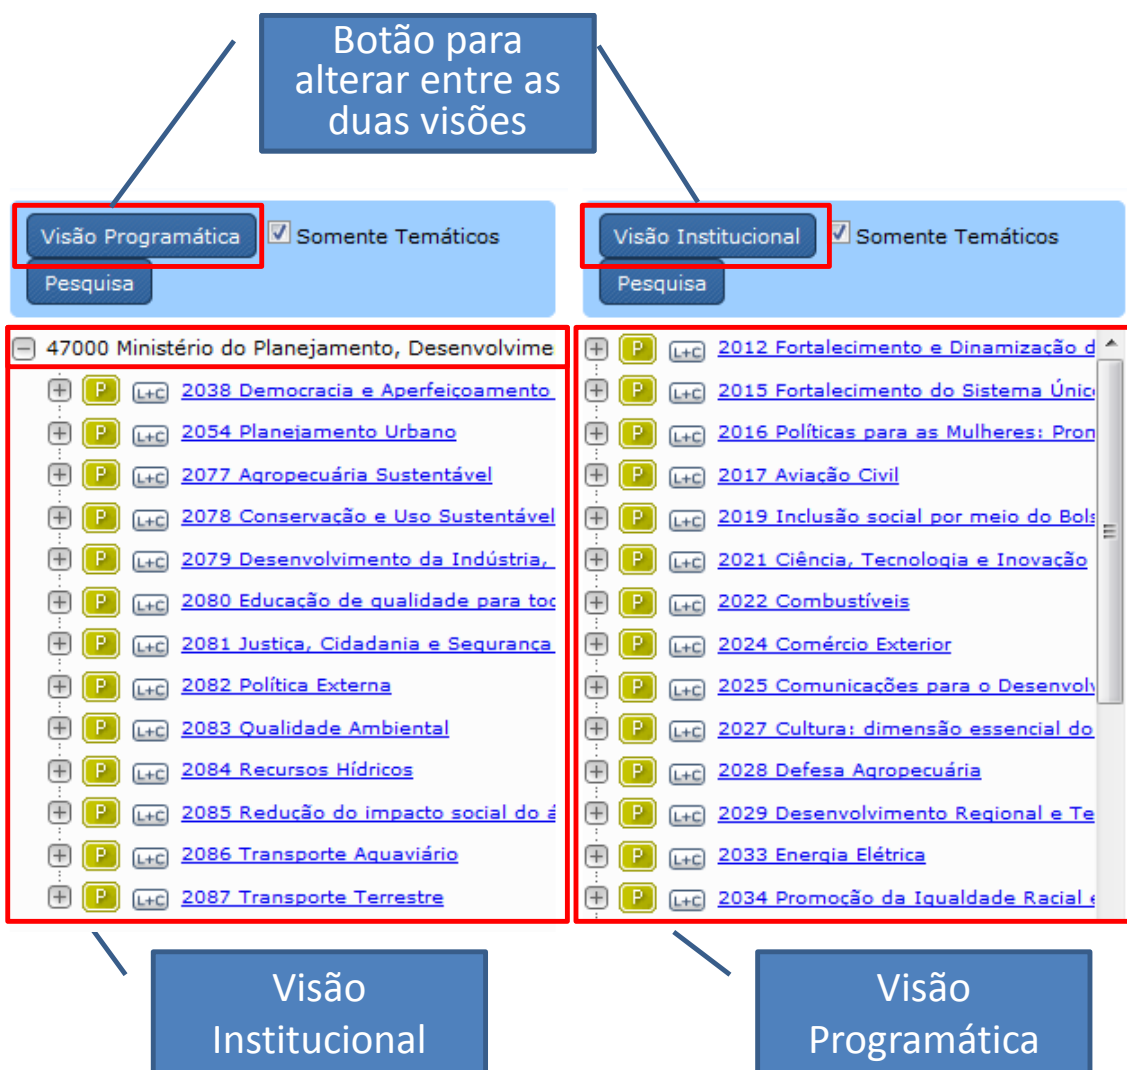 Botão para
alterar entre as
duas visões
Visão Programática
Somente Temáticos
Pesquisa
47000 Ministério do Planejamento, Desenvolvime
P L+C 2038 Democracia e Aperfeiçoamento
P L+C 2054 Planejamento Urbano
P L+C 2077 Agropecuária Sustentável
P L+C 2078 Conservação e Uso Sustentável
P L+C 2079 Desenvolvimento da Indústria,
P L+C 2080 Educação de qualidade para toc
P L+C 2081 Justiça, Cidadania e Segurança
P L+C 2082 Política Externa
P L+C 2083 Qualidade Ambiental
P L+C 2084 Recursos Hídricos
P L+C 2085 Redução do impacto social do á
P L+C 2086 Transporte Aquaviário
P L+C 2087 Transporte Terrestre
Visão
Institucional
Visão Institucional
Somente Temáticos
Pesquisa
P L+C 2012 Fortalecimento e Dinamização d
P L+C 2015 Fortalecimento do Sistema Únic
P L+C 2016 Políticas para as Mulheres: Pron
P L+C 2017 Aviação Civil
P L+C 2019 Inclusão social por meio do Bols
P L+C 2021 Ciência, Tecnologia e Inovação
P L+C 2022 Combustíveis
P L+C 2024 Comércio Exterior
P L+C 2025 Comunicações para o Desenvolv
P L+C 2027 Cultura: dimensão essencial do
P L+C 2028 Defesa Agropecuária
P L+C 2029 Desenvolvimento Regional e Te
P L+C 2033 Energia Elétrica
P L+C 2034 Promoção da Igualdade Racial e
Visão
Programática